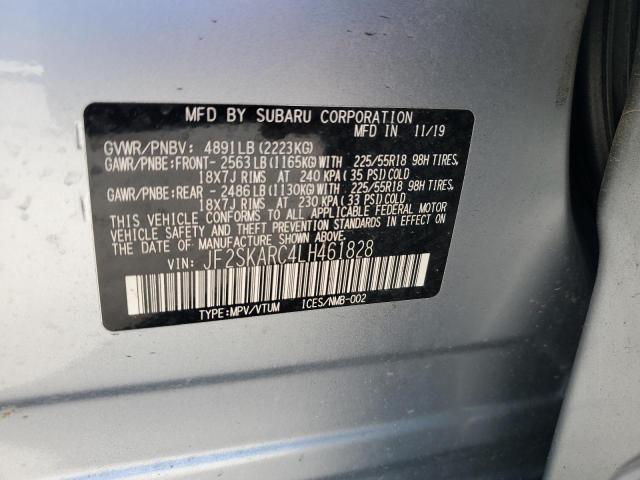 MFD BY SUBARU CORPORATION
MFD IN 11/19
GVWR/PNBV: 4891LB(2223KG)
GAWR/PNBE:FRONT- 2563LB(1165KG)WITH 225/55R18 98H TIRES,
18X7J RIMS AT 240 KPA(35 PSI)COLD
GAWR/PNBE:REAR -2486LB(1130KG)WITH 225/55R18 98H TIRES,
18X7J RIMS AT 230 KPA(33 PSI)COLD
THIS VEHICLE CONFORMS TO ALL APPLICABLE FEDERAL MOTOR
VEHICLE SAFETY AND THEFT PREVENTION STANDARDS IN EFFECT ON
THE DATE OF MANUFACTURE SHOWN ABOVE.
VIN: JF2SKARC4LH461828
TYPE:MPV/VTUM ICES/NMB-002